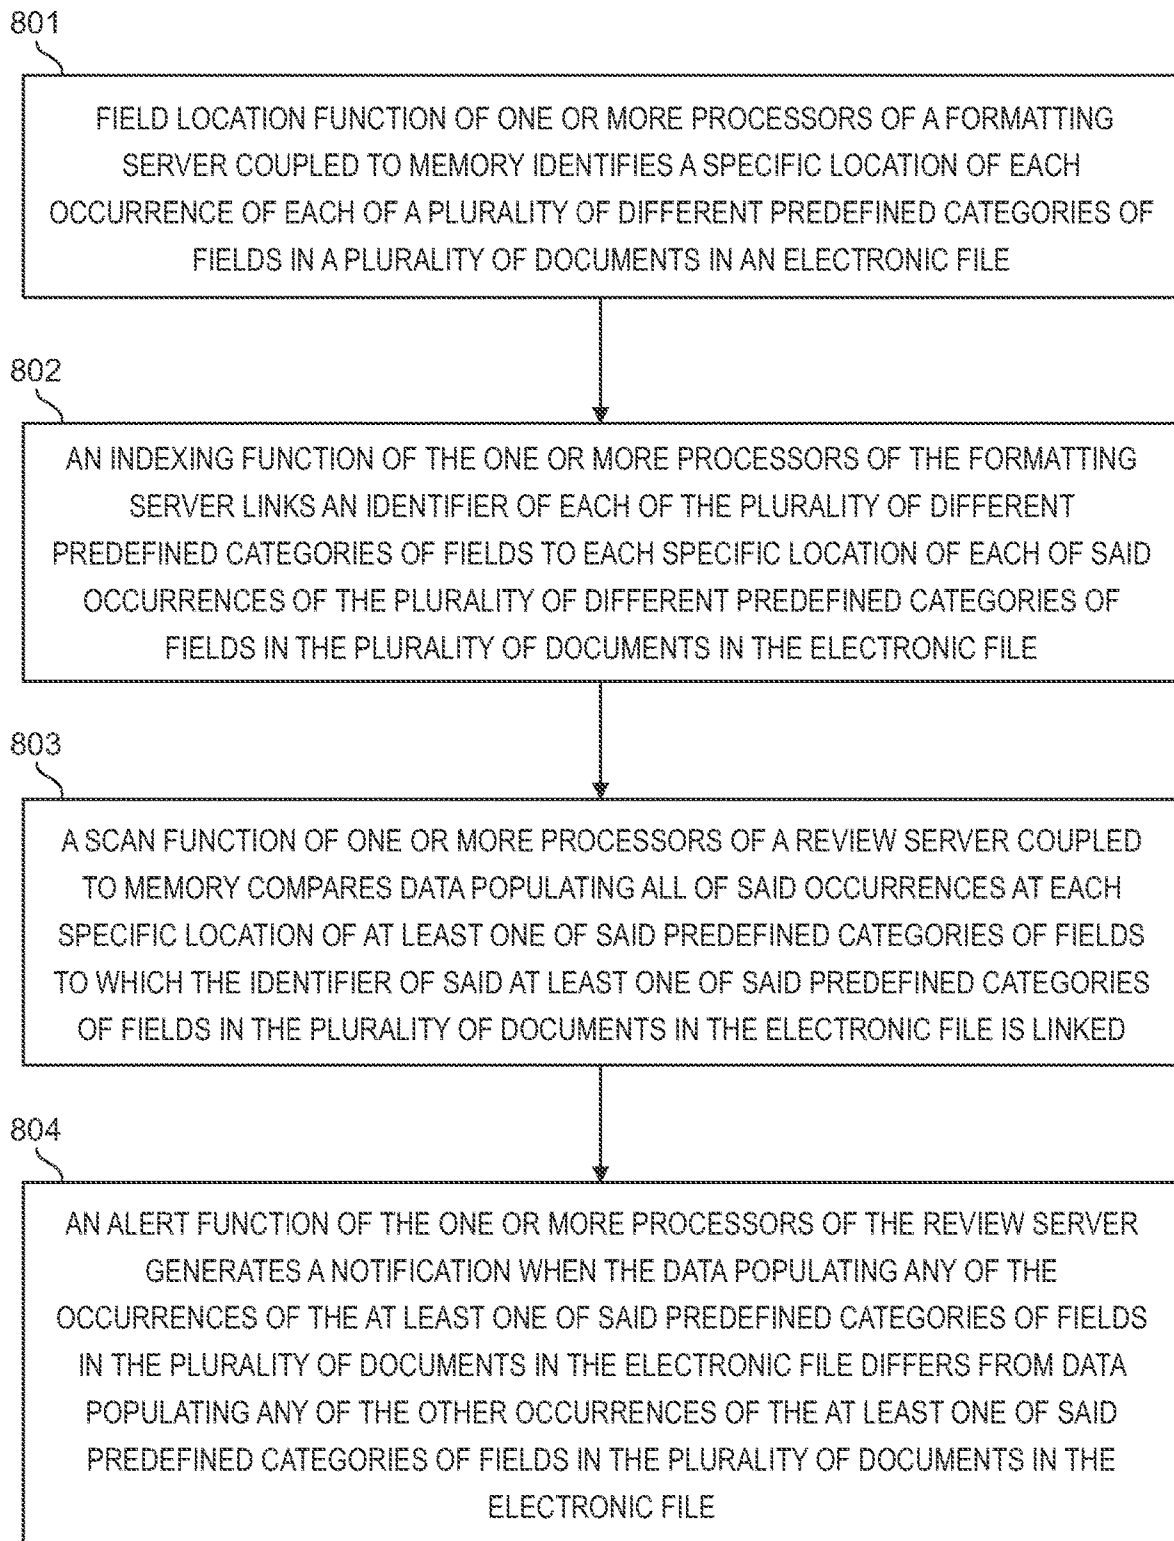 801
FIELD LOCATION FUNCTION OF ONE OR MORE PROCESSORS OF A FORMATTING
SERVER COUPLED TO MEMORY IDENTIFIES A SPECIFIC LOCATION OF EACH
OCCURRENCE OF EACH OF A PLURALITY OF DIFFERENT PREDEFINED CATEGORIES OF
FIELDS IN A PLURALITY OF DOCUMENTS IN AN ELECTRONIC FILE
802
AN INDEXING FUNCTION OF THE ONE OR MORE PROCESSORS OF THE FORMATTING
SERVER LINKS AN IDENTIFIER OF EACH OF THE PLURALITY OF DIFFERENT
PREDEFINED CATEGORIES OF FIELDS TO EACH SPECIFIC LOCATION OF EACH OF SAID
OCCURRENCES OF THE PLURALITY OF DIFFERENT PREDEFINED CATEGORIES OF
FIELDS IN THE PLURALITY OF DOCUMENTS IN THE ELECTRONIC FILE
803
A SCAN FUNCTION OF ONE OR MORE PROCESSORS OF A REVIEW SERVER COUPLED
TO MEMORY COMPARES DATA POPULATING ALL OF SAID OCCURRENCES AT EACH
SPECIFIC LOCATION OF AT LEAST ONE OF SAID PREDEFINED CATEGORIES OF FIELDS
TO WHICH THE IDENTIFIER OF SAID AT LEAST ONE OF SAID PREDEFINED CATEGORIES
OF FIELDS IN THE PLURALITY OF DOCUMENTS IN THE ELECTRONIC FILE IS LINKED
804
AN ALERT FUNCTION OF THE ONE OR MORE PROCESSORS OF THE REVIEW SERVER
GENERATES A NOTIFICATION WHEN THE DATA POPULATING ANY OF THE
OCCURRENCES OF THE AT LEAST ONE OF SAID PREDEFINED CATEGORIES OF FIELDS
IN THE PLURALITY OF DOCUMENTS IN THE ELECTRONIC FILE DIFFERS FROM DATA
POPULATING ANY OF THE OTHER OCCURRENCES OF THE AT LEAST ONE OF SAID
PREDEFINED CATEGORIES OF FIELDS IN THE PLURALITY OF DOCUMENTS IN THE
ELECTRONIC FILE